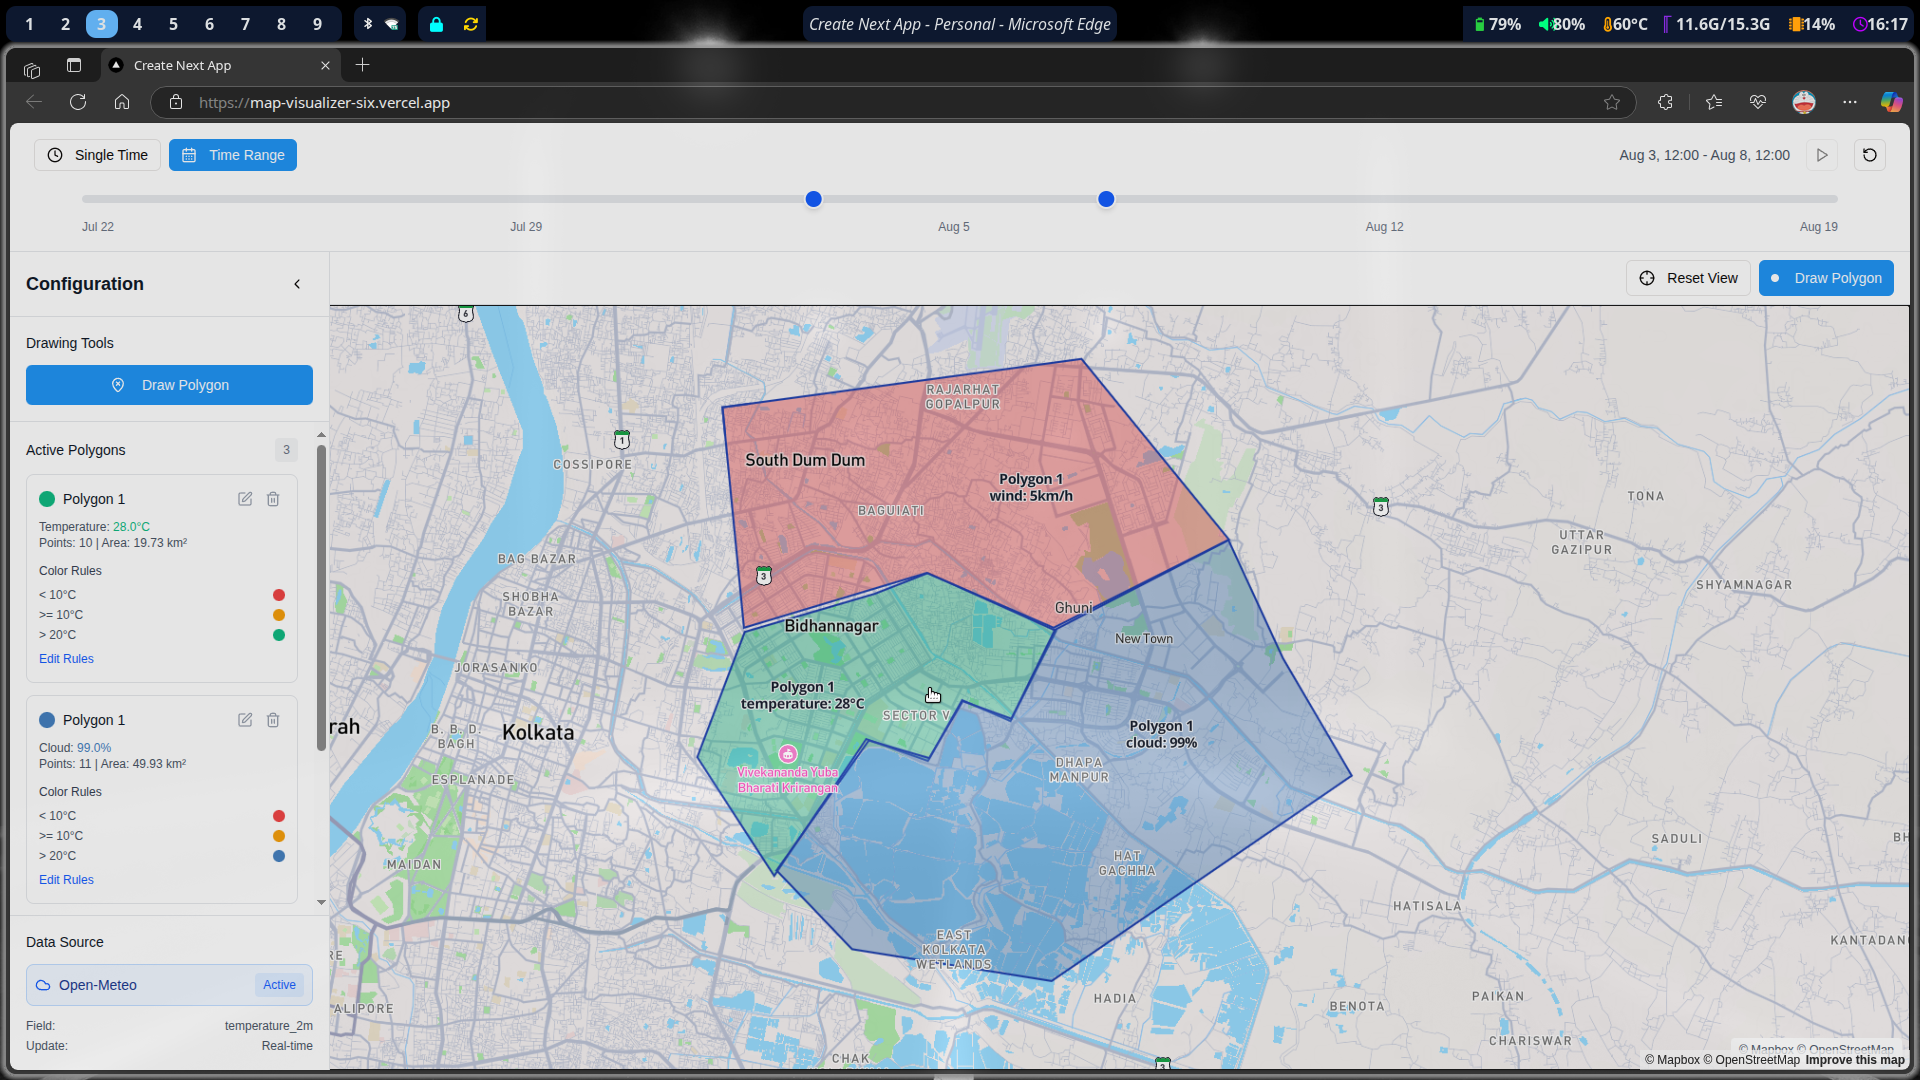 1 2 3 4 5 6 7 8 9
Create Next App - Personal - Microsoft Edge
79% 80% 60°C 11.6G/15.3G 14% 16:17
Create Next App
https://map-visualizer-six.vercel.app
Single Time
Time Range
Aug 3, 12:00 - Aug 8, 12:00
Jul 22
Jul 29
Aug 5
Aug 12
Aug 19
Configuration
Reset View
Draw Polygon
Drawing Tools
Draw Polygon
Active Polygons
3
Polygon 1
Temperature: 28.0°C
Points: 10 | Area: 19.73 km²
Color Rules
< 10°C
>= 10°C
> 20°C
Edit Rules
Polygon 1
Cloud: 99.0%
Points: 11 | Area: 49.93 km²
Color Rules
< 10°C
>= 10°C
> 20°C
Edit Rules
Data Source
Open-Meteo
Active
Field:
temperature_2m
Update:
Real-time
6
RAJARHAT
GOPALPUR
1
COSSIPORE
South Dum Dum
Polygon 1
wind: 5km/h
BAGUIATI
3
TONA
UTTAR
GAZIPUR
BAG BAZAR
3
SHYAMNAGAR
SHOBHA
BAZAR
Ghuni
Bidhannagar
New Town
JORASANKO
Polygon 1
temperature: 28°C
SECTOR V
rah
B. B. D.
BAGH
Kolkata
Polygon 1
cloud: 99%
Vivekananda Yuba
Bharati Krirangan
DHAPA
MANPUR
ESPLANADE
SADULI
BH
MAIDAN
HAT
GACHHA
HATISALA
EAST
KOLKATA
WETLANDS
KANTADAN
RE
ALIPORE
HADIA
BENOTA
PAIKAN
CHARISWAR
CHAK
3
© Mapbox © OpenStreetMap
© Mapbox © OpenStreetMap Improve this map